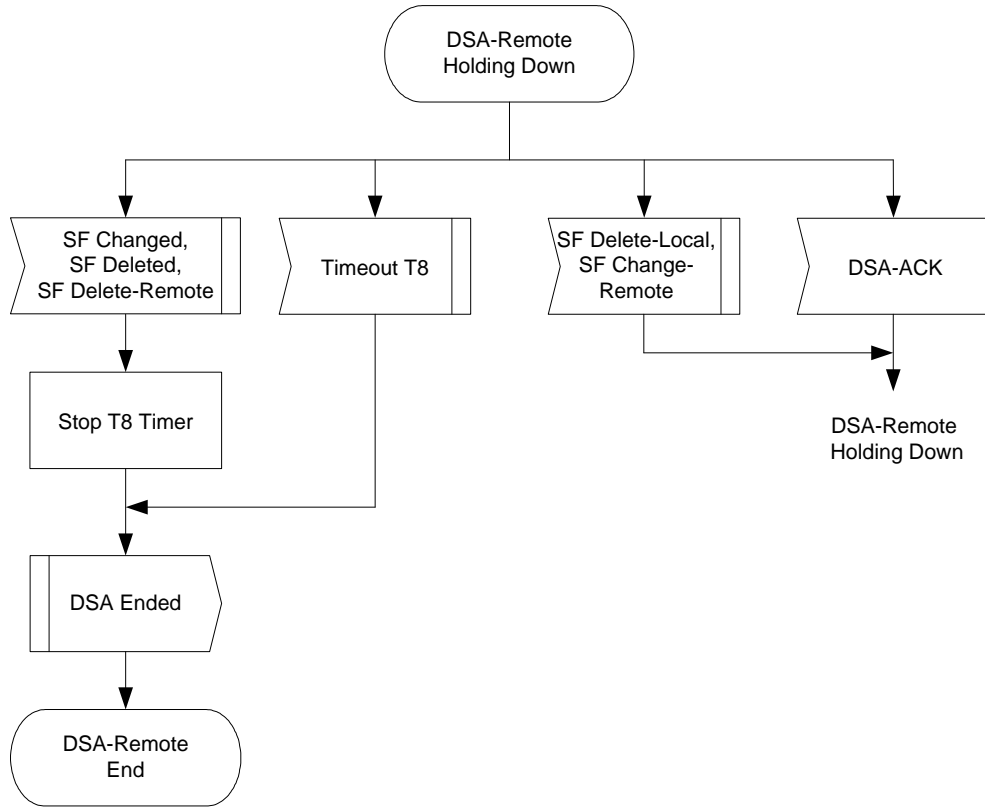 DSA-Remote
Holding Down
SF Changed,
SF Deleted,
SF Delete-Remote
Timeout T8
SF Delete-Local,
SF Change-
Remote
DSA-ACK
Stop T8 Timer
DSA-Remote
Holding Down
DSA Ended
DSA-Remote
End